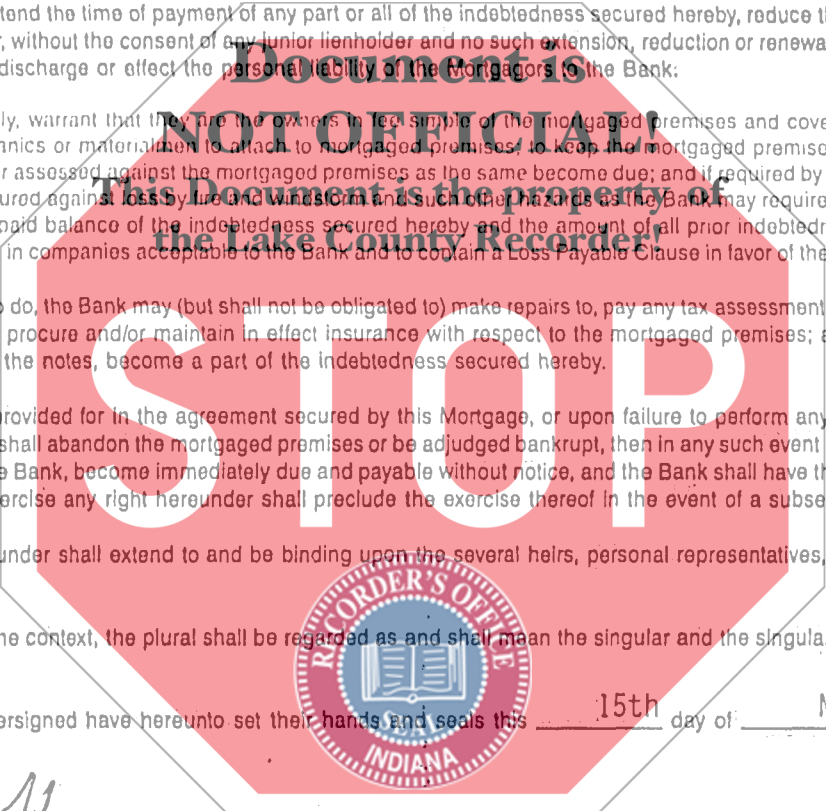 tend the time of payment of any part or all of the indebtedness secured hereby, reduce th
, without the consent of any junior lienholder and no such extension, reduction or renewa
discharge or effect the personal liability of the Mortgagors to the Bank:
Document is
ly, warrant that they are the owners in fee simple of the mortgaged premises and cove
NOT OFFICIAL!
anics or materialmen to attach to mortgaged premises; to keep the mortgaged premise
r assessed against the mortgaged premises as the same become due; and if required by
This Document is the property of
ured against loss by fire and windstorm and such other hazards as the Bank may require
paid balance of the indebtedness secured hereby and the amount of all prior indebtedn
the Lake County Recorder!
in companies acceptable to the Bank and to contain a Loss Payable Clause in favor of the
o do, the Bank may (but shall not be obligated to) make repairs to, pay any tax assessment
procure and/or maintain in effect insurance with respect to the mortgaged premises; a
the notes, become a part of the indebtedness secured hereby.
STOP
rovided for in the agreement secured by this Mortgage, or upon failure to perform any
shall abandon the mortgaged premises or be adjudged bankrupt, then in any such event
e Bank, become immediately due and payable without notice, and the Bank shall have th
ercise any right hereunder shall preclude the exercise thereof in the event of a subse
under shall extend to and be binding upon the several heirs, personal representatives,
RECORDER'S OFFICE
he context, the plural shall be regarded as and shall mean the singular and the singula
SEAL
ersigned have hereunto set their hands and seals this 15th day of
INDIANA